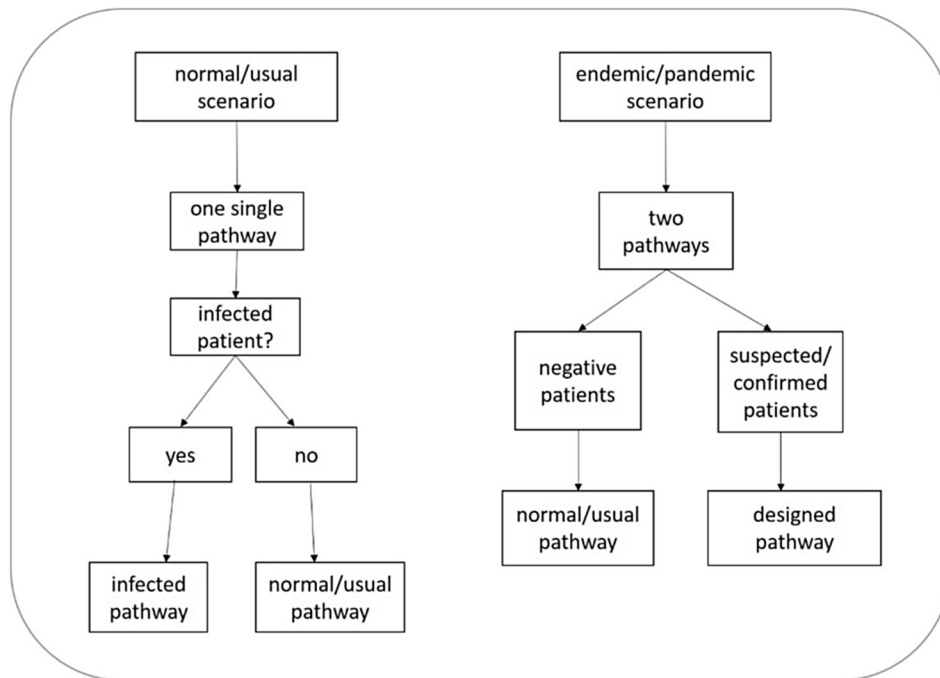 normal/usual
scenario
one single
pathway
infected
patient?
yes
no
infected
pathway
normal/usual
pathway
endemic/pandemic
scenario
two
pathways
negative
patients
suspected/
confirmed
patients
normal/usual
pathway
designed
pathway